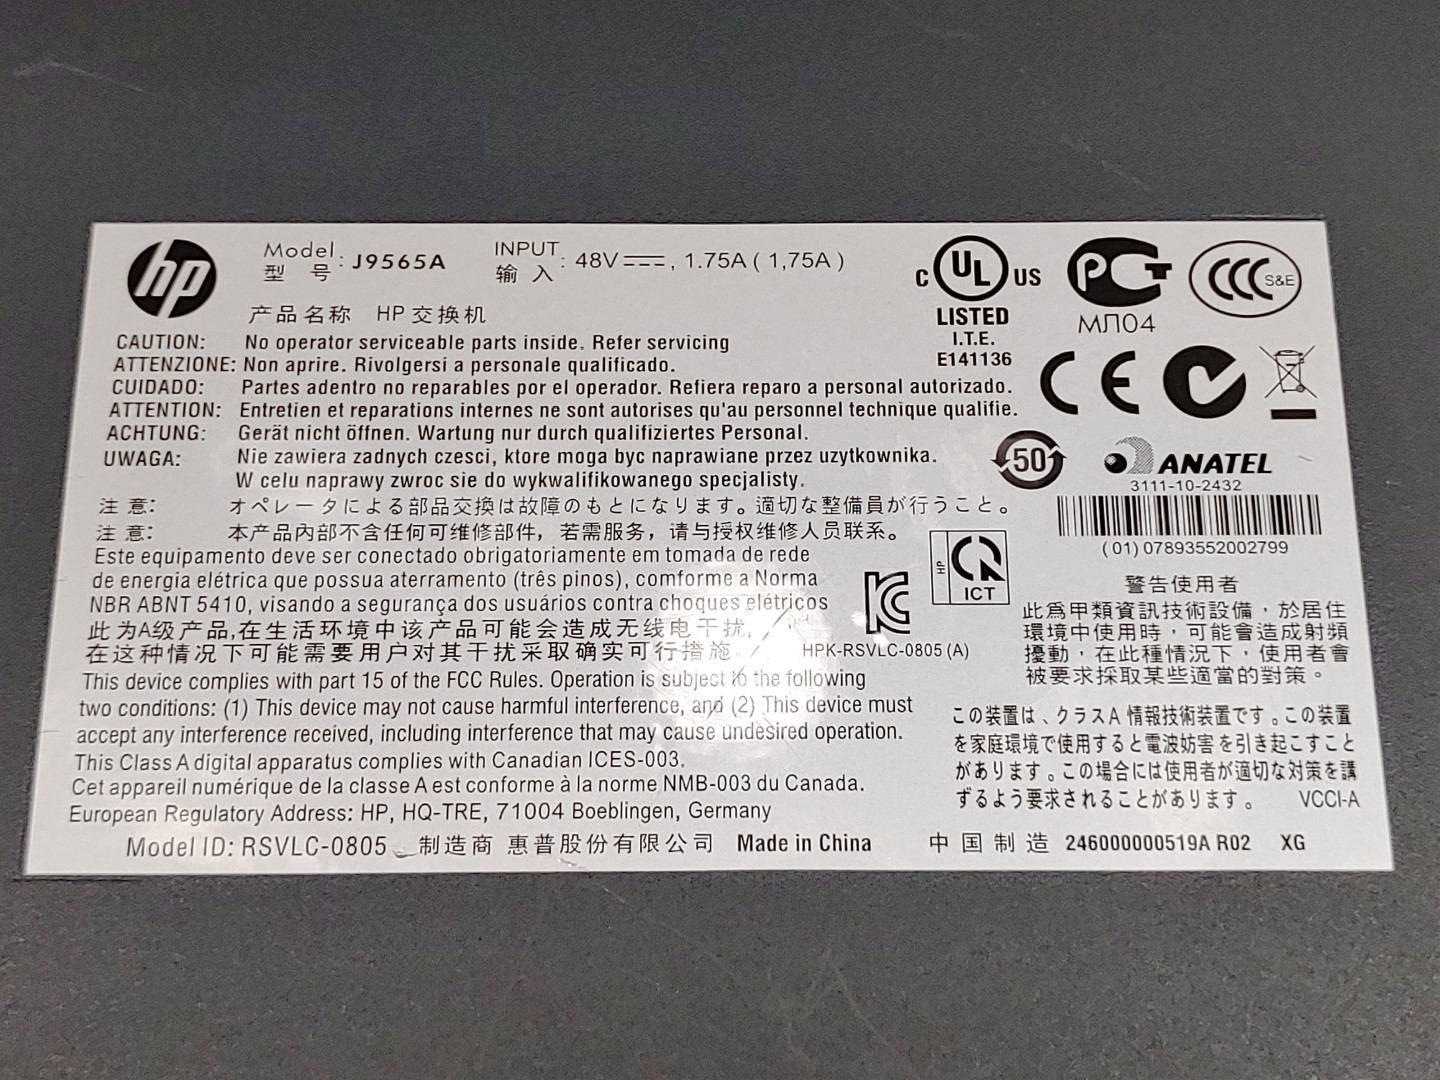 hp
Model
型 号 : J9565A
INPUT
输 入 : 48V⎓, 1.75A ( 1,75A )
产品名称 HP 交换机
C UL US
LISTED
I.T.E.
E141136
МЛ04
CCC S&E
CAUTION: No operator serviceable parts inside. Refer servicing
ATTENZIONE: Non aprire. Rivolgersi a personale qualificado.
CUIDADO: Partes adentro no reparables por el operador. Refiera reparo a personal autorizado.
ATTENTION: Entretien et reparations internes ne sont autorises qu'au personnel technique qualifie.
ACHTUNG: Gerät nicht öffnen. Wartung nur durch qualifiziertes Personal.
UWAGA: Nie zawiera zadnych czesci, ktore moga byc naprawiane przez uzytkownika.
W celu naprawy zwroc sie do wykwalifikowanego specjalisty.
注 意: オペレータによる部品交換は故障のもとになります。適切な整備員が行うこと。
注 意: 本产品内部不含任何可维修部件，若需服务，请与授权维修人员联系。
CE
50
ANATEL
3111-10-2432
(01) 07893552002799
Este equipamento deve ser conectado obrigatoriamente em tomada de rede
de energia elétrica que possua aterramento (três pinos), comforme a Norma
NBR ABNT 5410, visando a segurança dos usuários contra choques elétricos
此为A级产品,在生活环境中该产品可能会造成无线电干扰,
在这种情况下可能需要用户对其干扰采取确实可行措施
HP
ICT
HPK-RSVLC-0805 (A)
警告使用者
此為甲類資訊技術設備，於居住
環境中使用時，可能會造成射頻
擾動，在此種情況下，使用者會
被要求採取某些適當的對策。
This device complies with part 15 of the FCC Rules. Operation is subject to the following
two conditions: (1) This device may not cause harmful interference, and (2) This device must
accept any interference received, including interference that may cause undesired operation.
This Class A digital apparatus complies with Canadian ICES-003.
Cet appareil numérique de la classe A est conforme à la norme NMB-003 du Canada.
European Regulatory Address: HP, HQ-TRE, 71004 Boeblingen, Germany
この装置は、クラスA 情報技術装置です。この装置
を家庭環境で使用すると電波妨害を引き起こすこと
があります。この場合には使用者が適切な対策を講
ずるよう要求されることがあります。 VCCI-A
Model ID: RSVLC-0805 制造商 惠普股份有限公司 Made in China 中国制造 246000000519A R02 XG